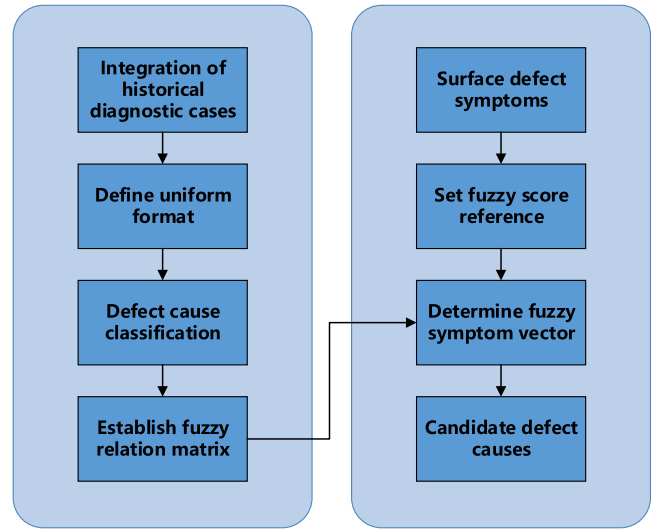 Integration of
historical
diagnostic cases
Define uniform
format
Defect cause
classification
Establish fuzzy
relation matrix
Surface defect
symptoms
Set fuzzy score
reference
Determine fuzzy
symptom vector
Candidate defect
causes